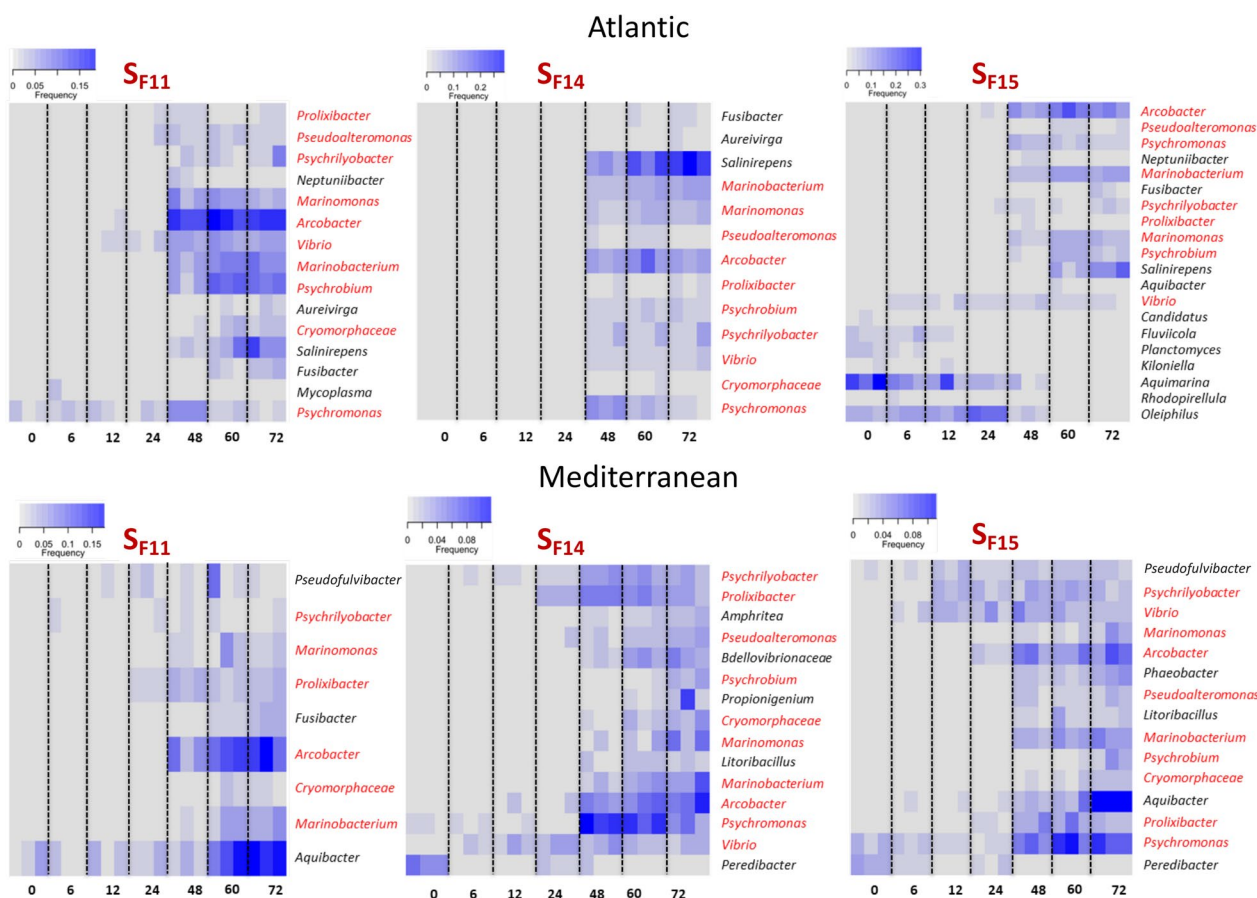 Atlantic
0 0.05 0.15
Frequency
SF11
Prolixibacter
Pseudoalteromonas
Psychrilyobacter
Neptuniibacter
Marinomonas
Arcobacter
Vibrio
Marinobacterium
Psychrobium
Aureivirga
Cryomorphaceae
Salinirepens
Fusibacter
Mycoplasma
Psychromonas
0 6 12 24 48 60 72
0 0.1 0.2
Frequency
SF14
Fusibacter
Aureivirga
Salinirepens
Marinobacterium
Marinomonas
Pseudoalteromonas
Arcobacter
Prolixibacter
Psychrobium
Psychrilyobacter
Vibrio
Cryomorphaceae
Psychromonas
0 6 12 24 48 60 72
0 0.1 0.2 0.3
Frequency
SF15
Arcobacter
Pseudoalteromonas
Psychromonas
Neptuniibacter
Marinobacterium
Fusibacter
Psychrilyobacter
Prolixibacter
Marinomonas
Psychrobium
Salinirepens
Aquibacter
Vibrio
Candidatus
Fluviicola
Planctomyces
Kiloniella
Aquimarina
Rhodopirellula
Oleiphilus
0 6 12 24 48 60 72
Mediterranean
0 0.05 0.1 0.15
Frequency
SF11
Pseudofulvibacter
Psychrilyobacter
Marinomonas
Prolixibacter
Fusibacter
Arcobacter
Cryomorphaceae
Marinobacterium
Aquibacter
0 6 12 24 48 60 72
0 0.04 0.08
Frequency
SF14
Psychrilyobacter
Prolixibacter
Amphritea
Pseudoalteromonas
Bdellovibrionaceae
Psychrobium
Propionigenium
Cryomorphaceae
Marinomonas
Litoribacillus
Marinobacterium
Arcobacter
Psychromonas
Vibrio
Peredibacter
0 6 12 24 48 60 72
0 0.04 0.08
Frequency
SF15
Pseudofulvibacter
Psychrilyobacter
Vibrio
Marinomonas
Arcobacter
Phaeobacter
Pseudoalteromonas
Litoribacillus
Marinobacterium
Psychrobium
Cryomorphaceae
Aquibacter
Prolixibacter
Psychromonas
Peredibacter
0 6 12 24 48 60 72